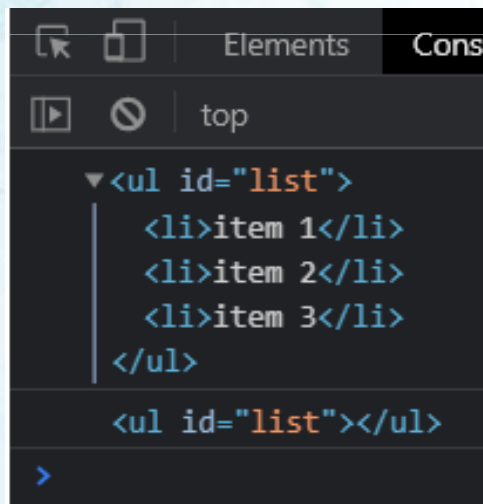 Elements Cons
top
▼<ul id="list">
<li>item 1</li>
<li>item 2</li>
<li>item 3</li>
</ul>
<ul id="list"></ul>
>